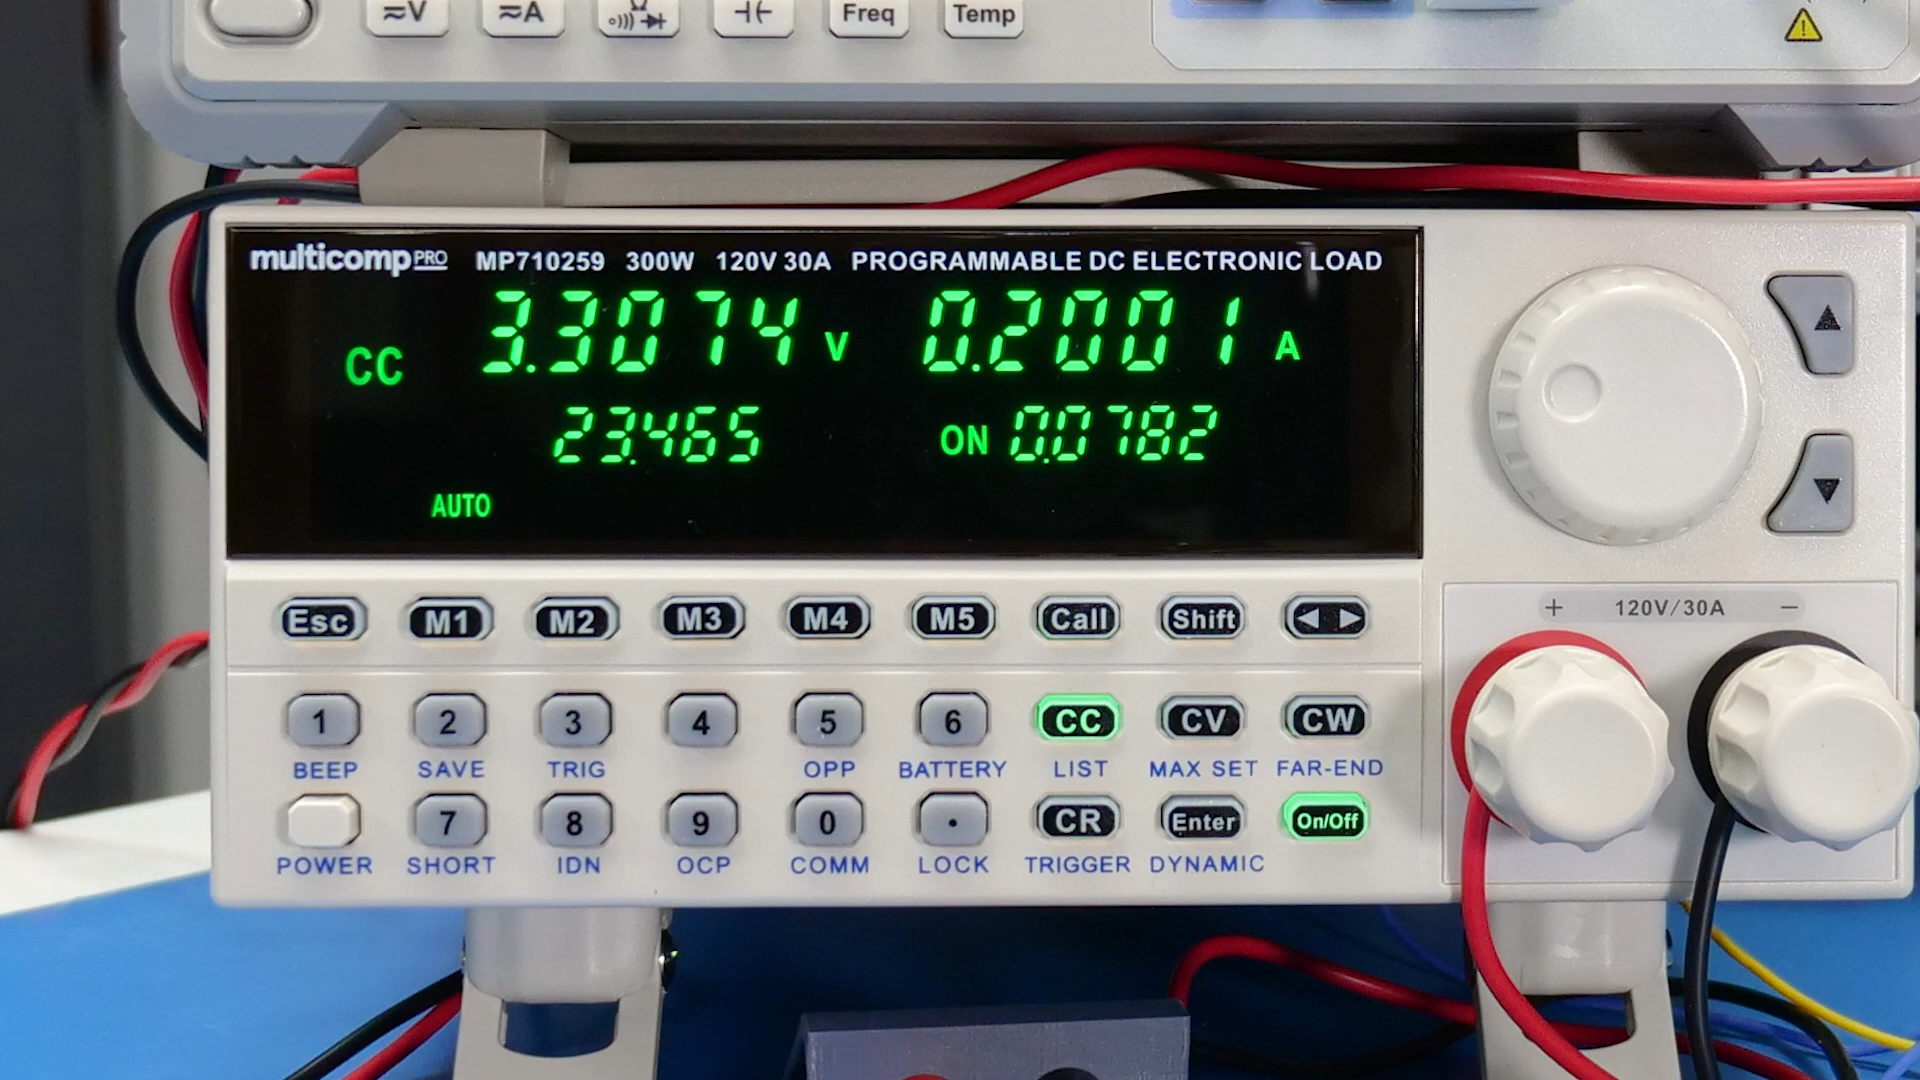 ≂V ≂A Ω Freq Temp
multicomp PRO MP710259 300W 120V 30A PROGRAMMABLE DC ELECTRONIC LOAD
CC 3.3074 V 0.2001 A
23.465 ON 0.0782
AUTO
Esc M1 M2 M3 M4 M5 Call Shift ◀ ▶
+ 120V/30A −
1 2 3 4 5 6 CC CV CW
BEEP SAVE TRIG OPP BATTERY LIST MAX SET FAR-END
7 8 9 0 . CR Enter On/Off
POWER SHORT IDN OCP COMM LOCK TRIGGER DYNAMIC